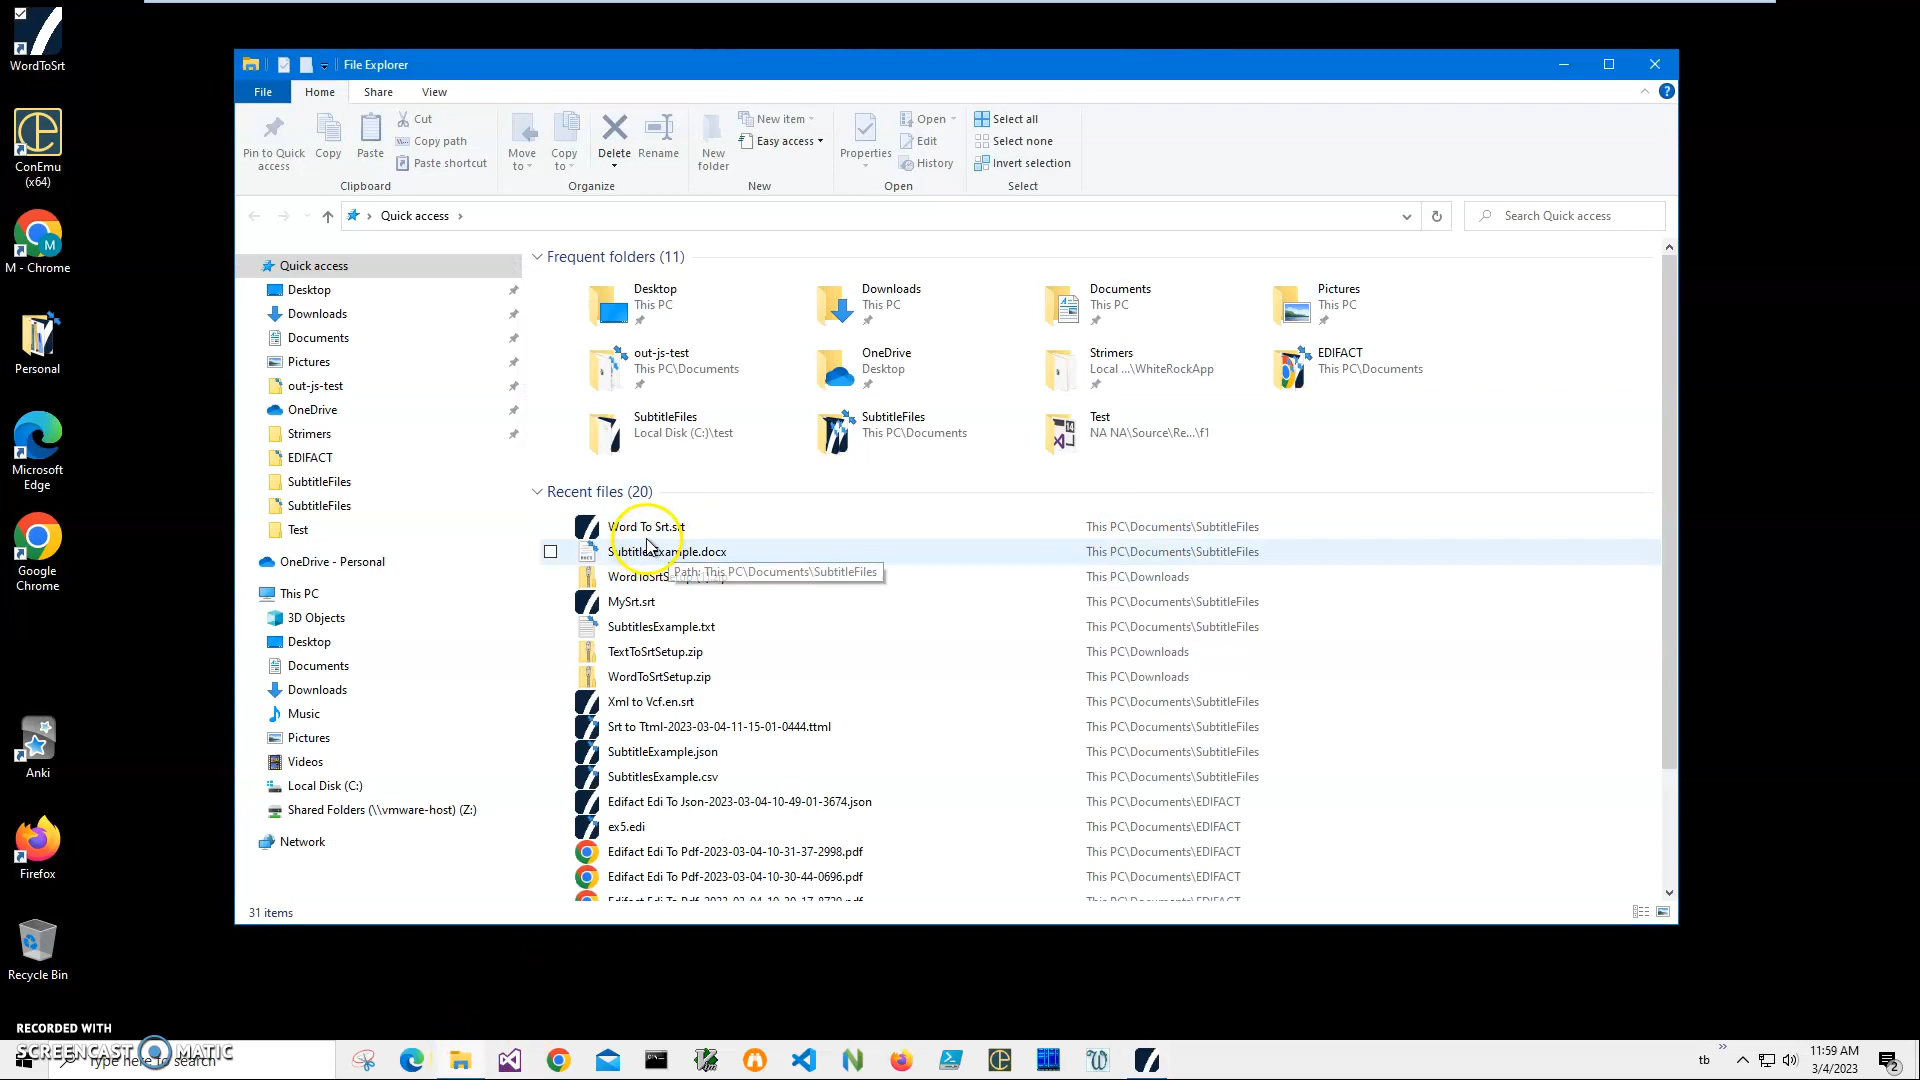 WordToSrt
ConEmu
(x64)
M - Chrome
Personal
Microsoft
Edge
Google
Chrome
Anki
Firefox
Recycle Bin
File Explorer
File
Home
Share
View
Pin to Quick
access
Copy
Paste
Cut
Copy path
Paste shortcut
Clipboard
Move
to
Copy
to
Delete
Rename
Organize
New
folder
New item
Easy access
New
Properties
Open
Edit
History
Open
Select all
Select none
Invert selection
Select
Quick access
Search Quick access
Quick access
Desktop
Downloads
Documents
Pictures
out-js-test
OneDrive
Strimers
EDIFACT
SubtitleFiles
SubtitleFiles
Test
OneDrive - Personal
This PC
3D Objects
Desktop
Documents
Downloads
Music
Pictures
Videos
Local Disk (C:)
Shared Folders (\\vmware-host) (Z:)
Network
Frequent folders (11)
Desktop
This PC
Downloads
This PC
Documents
This PC
Pictures
This PC
out-js-test
This PC\Documents
OneDrive
Desktop
Strimers
Local ...\WhiteRockApp
EDIFACT
This PC\Documents
SubtitleFiles
Local Disk (C:)\test
SubtitleFiles
This PC\Documents
Test
NA NA\Source\Re...\f1
Recent files (20)
Word To Srt.srt This PC\Documents\SubtitleFiles
SubtitleExample.docx This PC\Documents\SubtitleFiles
Path: This PC\Documents\SubtitleFiles
This PC\Downloads
MySrt.srt This PC\Documents\SubtitleFiles
SubtitlesExample.txt This PC\Documents\SubtitleFiles
TextToSrtSetup.zip This PC\Downloads
WordToSrtSetup.zip This PC\Downloads
Xml to Vcf.en.srt This PC\Documents\SubtitleFiles
Srt to Ttml-2023-03-04-11-15-01-0444.ttml This PC\Documents\SubtitleFiles
SubtitleExample.json This PC\Documents\SubtitleFiles
SubtitlesExample.csv This PC\Documents\SubtitleFiles
Edifact Edi To Json-2023-03-04-10-49-01-3674.json This PC\Documents\EDIFACT
ex5.edi This PC\Documents\EDIFACT
Edifact Edi To Pdf-2023-03-04-10-31-37-2998.pdf This PC\Documents\EDIFACT
Edifact Edi To Pdf-2023-03-04-10-30-44-0696.pdf This PC\Documents\EDIFACT
31 items
RECORDED WITH
SCREENCAST MATIC
Type here to search
tb
11:59 AM
3/4/2023
2